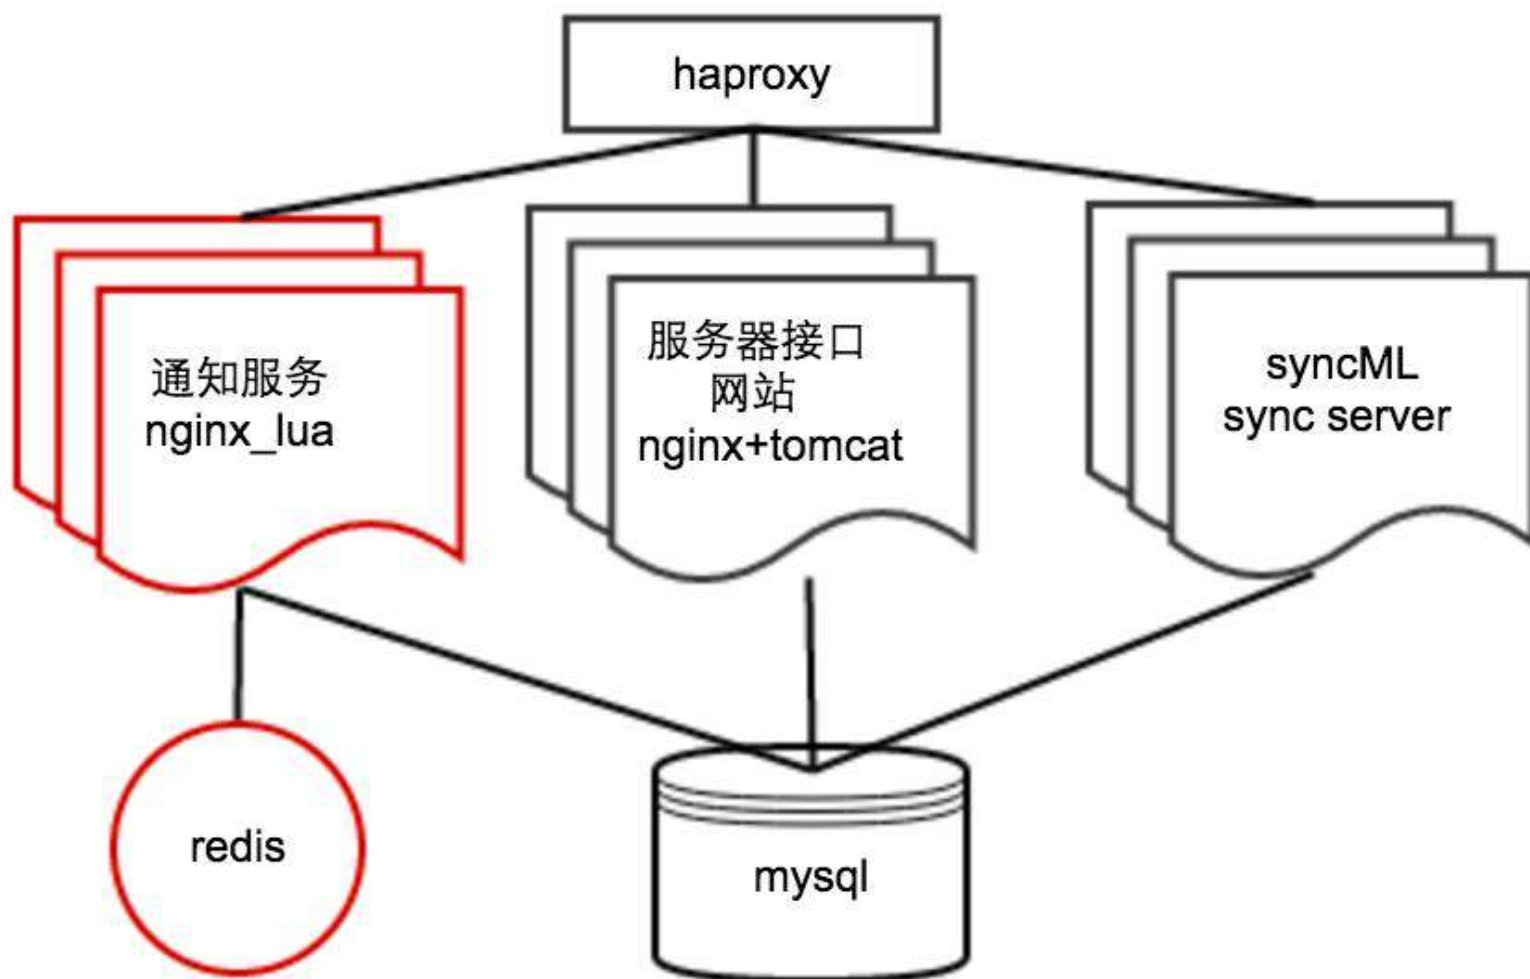 haproxy
通知服务
nginx_lua
服务器接口
网站
nginx+tomcat
syncML
sync server
redis
mysql